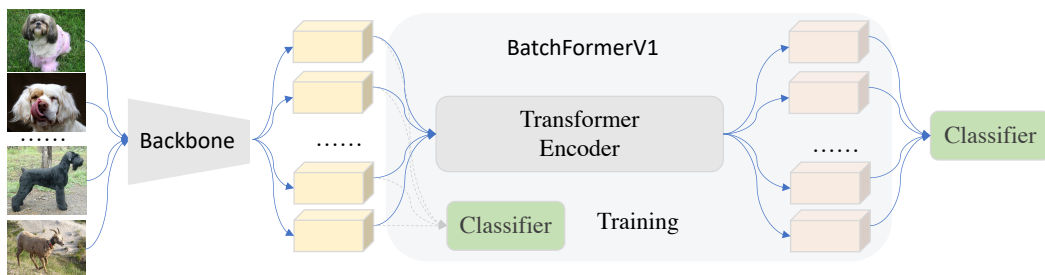 BatchFormerV1
Backbone
Transformer
Encoder
Classifier
Classifier
Training
......
......
......